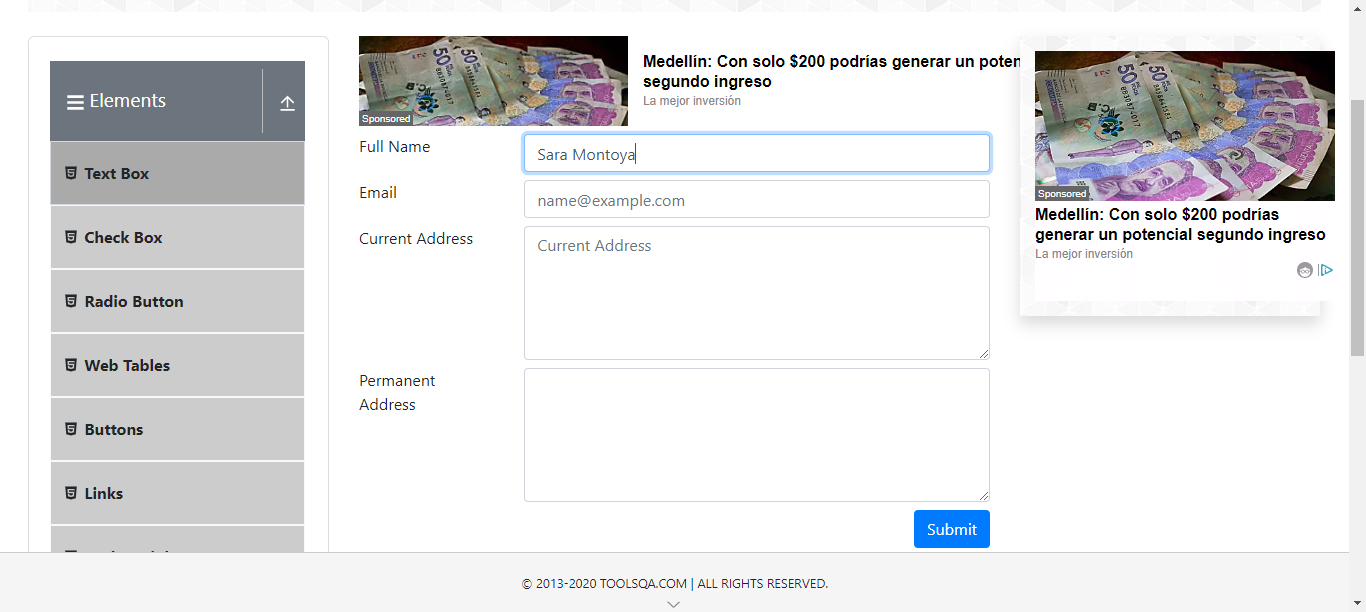 Elements
Text Box
Check Box
Radio Button
Web Tables
Buttons
Links
Sponsored
Medellín: Con solo $200 podrías generar un poten
segundo ingreso
La mejor inversión
Full Name
Sara Montoya
Email
name@example.com
Current Address
Current Address
Permanent
Address
Submit
Sponsored
Medellín: Con solo $200 podrías
generar un potencial segundo ingreso
La mejor inversión
© 2013-2020 TOOLSQA.COM | ALL RIGHTS RESERVED.